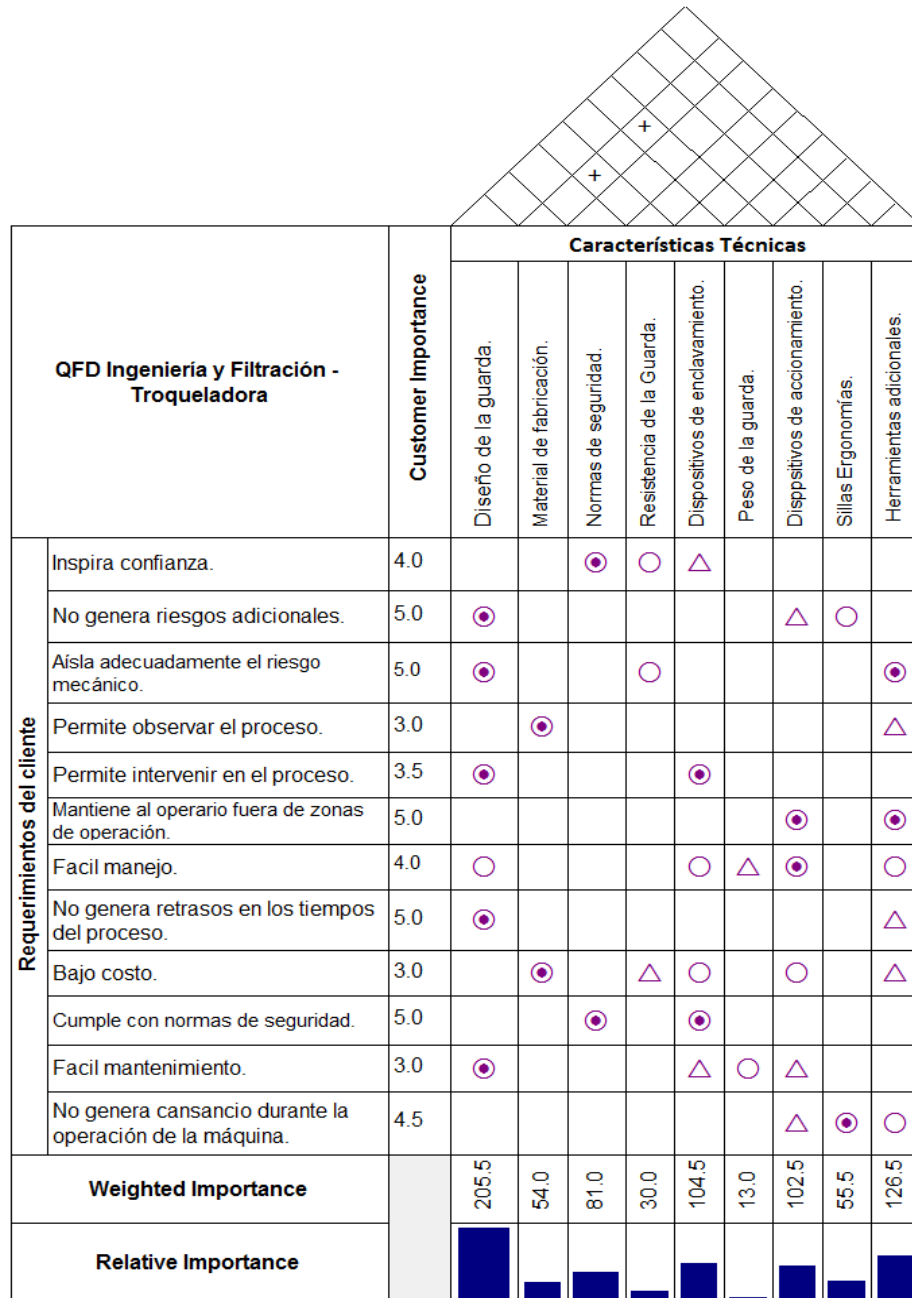 +
+
Características Técnicas
QFD Ingeniería y Filtración -
Troqueladora
Customer Importance
Diseño de la guarda.
Material de fabricación.
Normas de seguridad.
Resistencia de la Guarda.
Dispositivos de enclavamiento.
Peso de la guarda.
Disppsitivos de accionamiento.
Sillas Ergonomías.
Herramientas adicionales.
Requerimientos del cliente
Inspira confianza. 4.0
No genera riesgos adicionales. 5.0
Aísla adecuadamente el riesgo
mecánico. 5.0
Permite observar el proceso. 3.0
Permite intervenir en el proceso. 3.5
Mantiene al operario fuera de zonas
de operación. 5.0
Facil manejo. 4.0
No genera retrasos en los tiempos
del proceso. 5.0
Bajo costo. 3.0
Cumple con normas de seguridad. 5.0
Facil mantenimiento. 3.0
No genera cansancio durante la
operación de la máquina. 4.5
Weighted Importance 205.5 54.0 81.0 30.0 104.5 13.0 102.5 55.5 126.5
Relative Importance